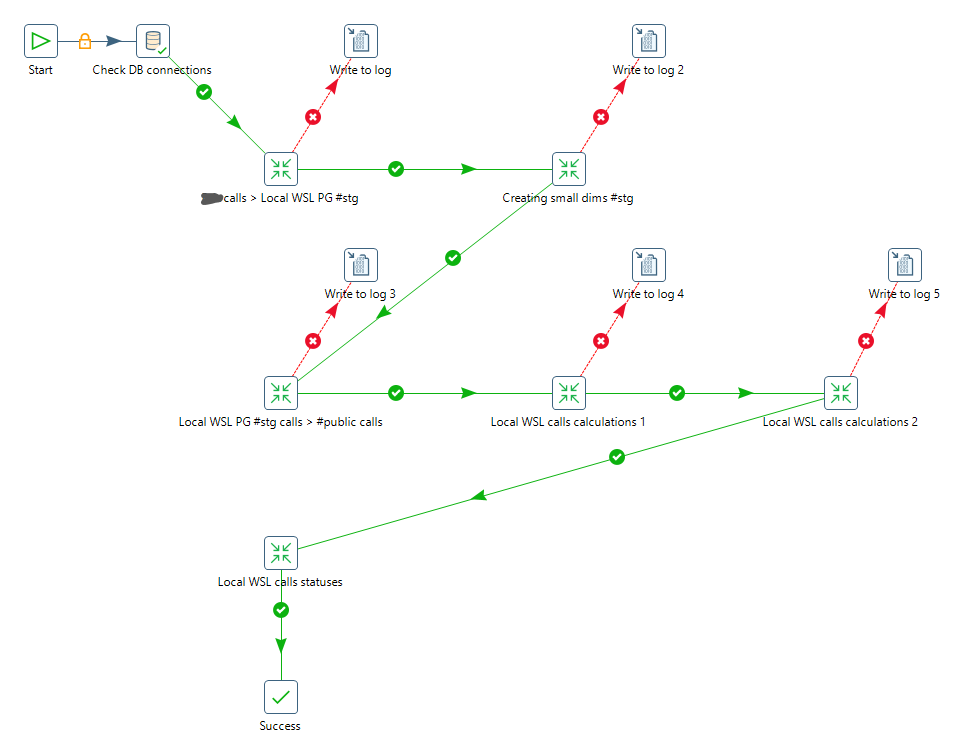 Start
Check DB connections
Write to log
Write to log 2
calls > Local WSL PG #stg
Creating small dims #stg
Write to log 3
Write to log 4
Write to log 5
Local WSL PG #stg calls > #public calls
Local WSL calls calculations 1
Local WSL calls calculations 2
Local WSL calls statuses
Success